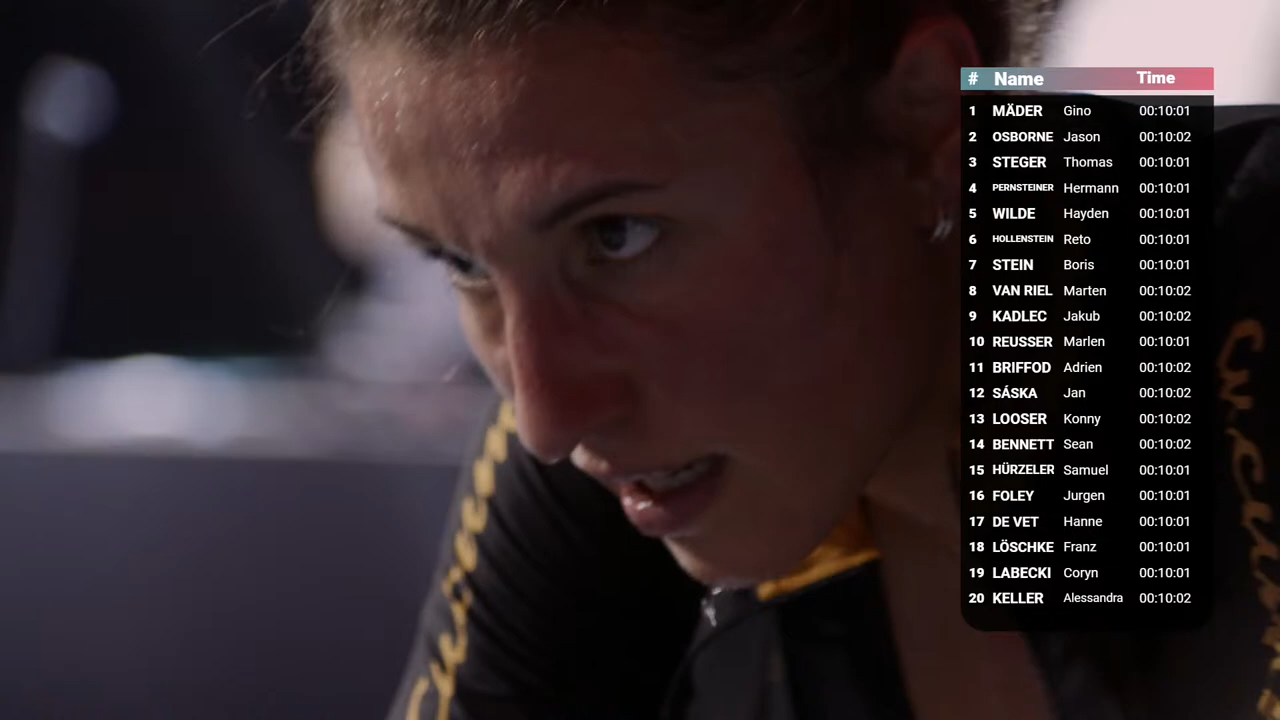 # Name Time
1 MÄDER Gino 00:10:01
2 OSBORNE Jason 00:10:02
3 STEGER Thomas 00:10:01
4 PERNSTEINER Hermann 00:10:01
5 WILDE Hayden 00:10:01
6 HOLLENSTEIN Reto 00:10:01
7 STEIN Boris 00:10:01
8 VAN RIEL Marten 00:10:02
9 KADLEC Jakub 00:10:02
10 REUSSER Marlen 00:10:01
11 BRIFFOD Adrien 00:10:02
12 SÁSKA Jan 00:10:02
13 LOOSER Konny 00:10:02
14 BENNETT Sean 00:10:02
15 HÜRZELER Samuel 00:10:01
16 FOLEY Jurgen 00:10:01
17 DE VET Hanne 00:10:01
18 LÖSCHKE Franz 00:10:01
19 LABECKI Coryn 00:10:01
20 KELLER Alessandra 00:10:02